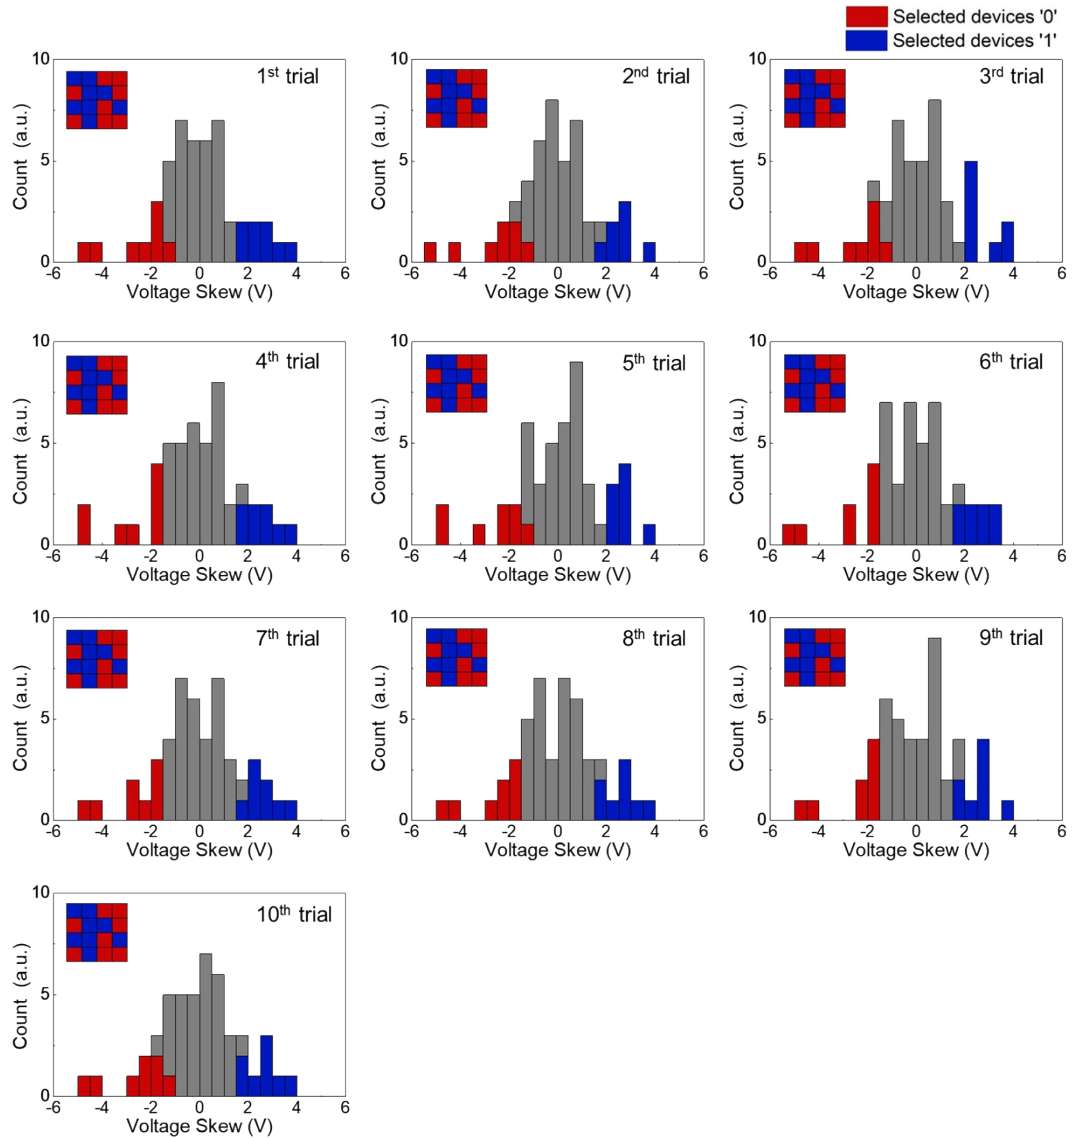 Selected devices '0'
Selected devices '1'
10
5
0
Count (a.u.)
1st trial
-6 -4 -2 0 2 4 6
Voltage Skew (V)
10
5
0
Count (a.u.)
2nd trial
-6 -4 -2 0 2 4 6
Voltage Skew (V)
10
5
0
Count (a.u.)
3rd trial
-6 -4 -2 0 2 4 6
Voltage Skew (V)
10
5
0
Count (a.u.)
4th trial
-6 -4 -2 0 2 4 6
Voltage Skew (V)
10
5
0
Count (a.u.)
5th trial
-6 -4 -2 0 2 4 6
Voltage Skew (V)
10
5
0
Count (a.u.)
6th trial
-6 -4 -2 0 2 4 6
Voltage Skew (V)
10
5
0
Count (a.u.)
7th trial
-6 -4 -2 0 2 4 6
Voltage Skew (V)
10
5
0
Count (a.u.)
8th trial
-6 -4 -2 0 2 4 6
Voltage Skew (V)
10
5
0
Count (a.u.)
9th trial
-6 -4 -2 0 2 4 6
Voltage Skew (V)
10
5
0
Count (a.u.)
10th trial
-6 -4 -2 0 2 4 6
Voltage Skew (V)